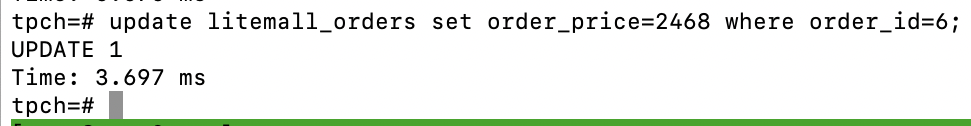 tpch=# update litemall_orders set order_price=2468 where order_id=6;
UPDATE 1
Time: 3.697 ms
tpch=#